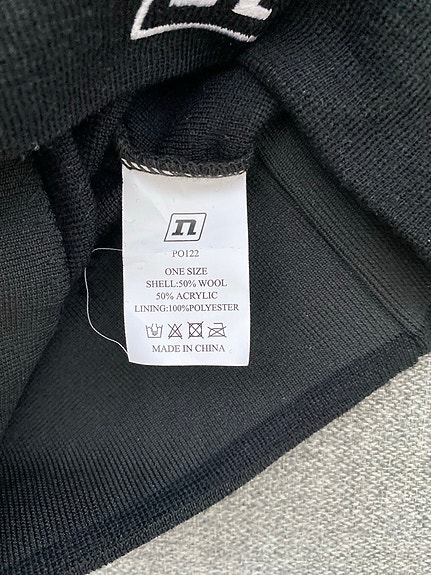 n
PO122
ONE SIZE
SHELL:50% WOOL
50% ACRYLIC
LINING:100%POLYESTER
MADE IN CHINA